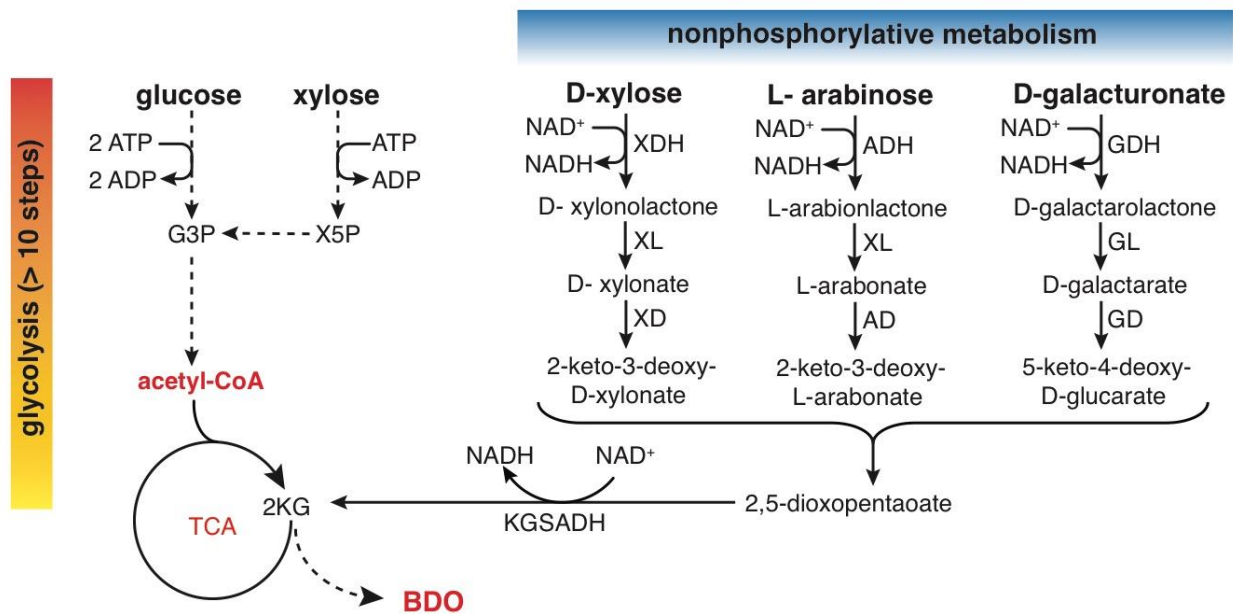 nonphosphorylative metabolism
glycolysis (> 10 steps)
glucose
xylose
2 ATP
2 ADP
ATP
ADP
G3P
X5P
acetyl-CoA
TCA
2KG
BDO
D-xylose
NAD+
NADH
XDH
D- xylonolactone
XL
D- xylonate
XD
2-keto-3-deoxy-
D-xylonate
L- arabinose
NAD+
NADH
ADH
L-arabionlactone
XL
L-arabonate
AD
2-keto-3-deoxy-
L-arabonate
D-galacturonate
NAD+
NADH
GDH
D-galactarolactone
GL
D-galactarate
GD
5-keto-4-deoxy-
D-glucarate
2,5-dioxopentaoate
NADH
NAD+
KGSADH